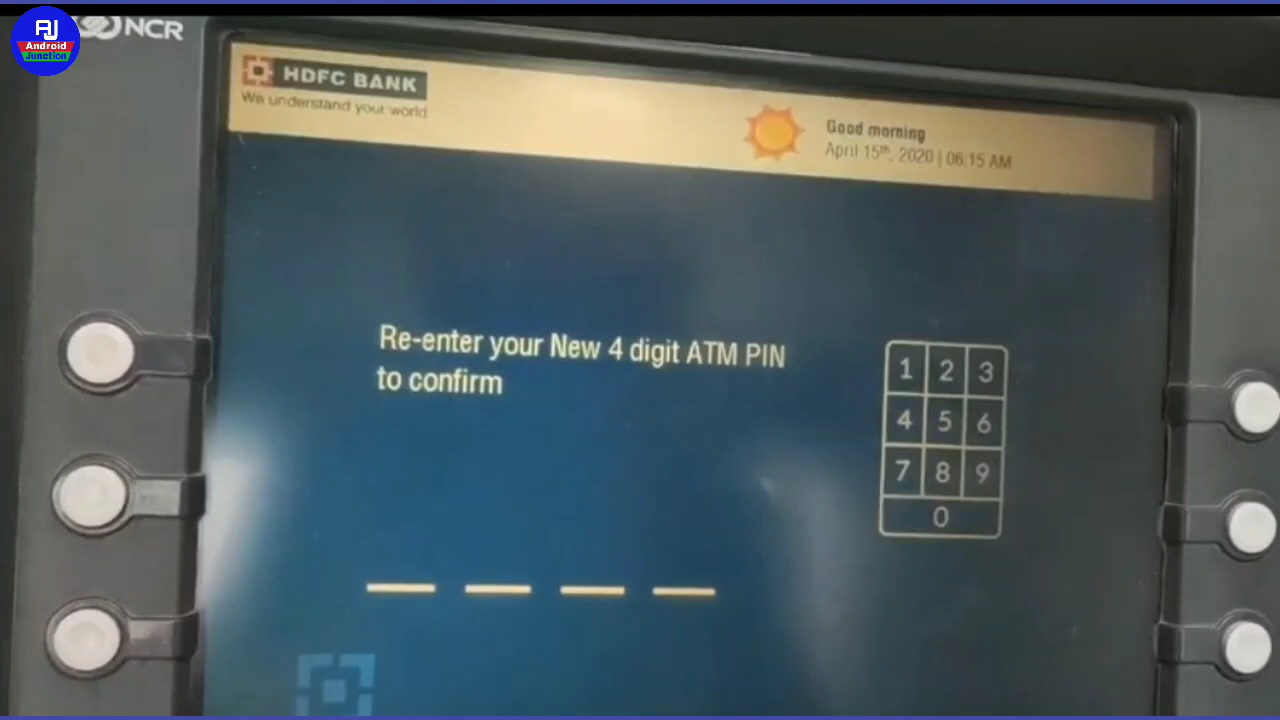 AJ
Android
Junction
NCR
HDFC BANK
We understand your world
Good morning
April 15th, 2020 | 06:15 AM
Re-enter your New 4 digit ATM PIN
to confirm
1 2 3
4 5 6
7 8 9
0